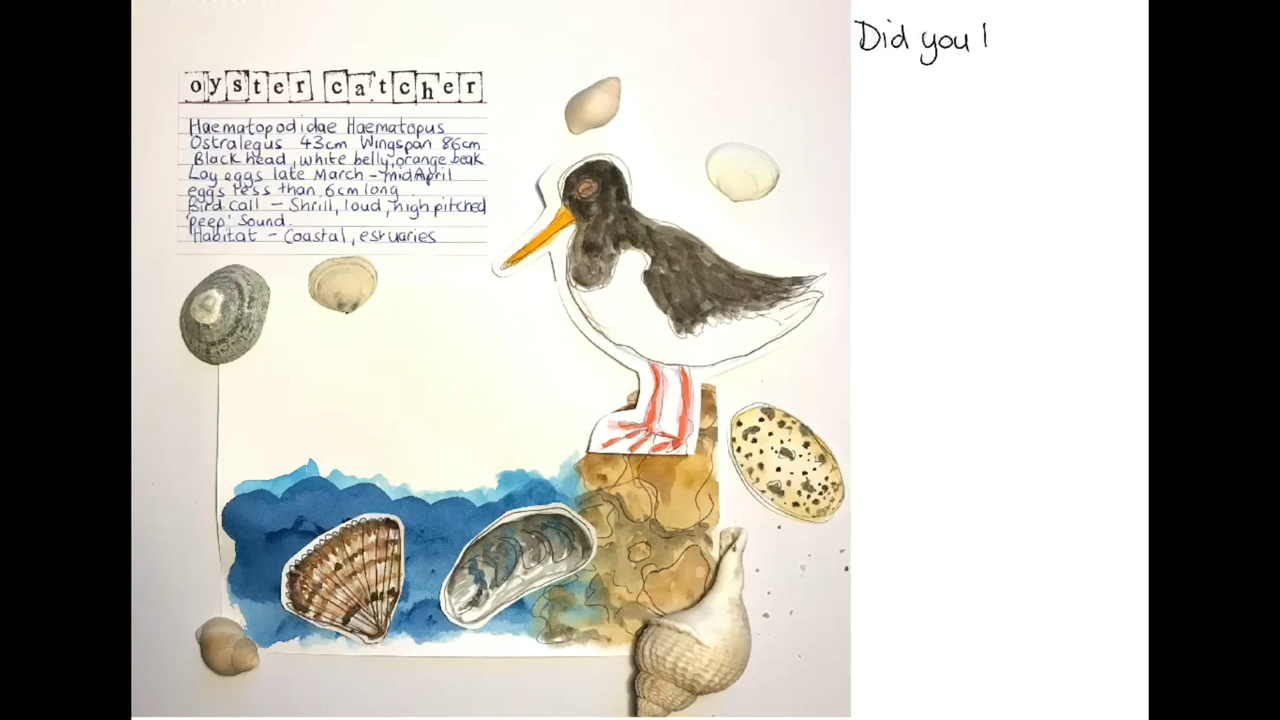 oyster catcher
Haematopodidae Haematopus
Ostralegus 43cm Wingspan 86cm
Black head, white belly, orange beak
Lay eggs late March - mid April
eggs less than 6cm long
Bird call - Shrill, loud, high pitched
'peep' Sound.
Habitat - Coastal, estuaries
Did you